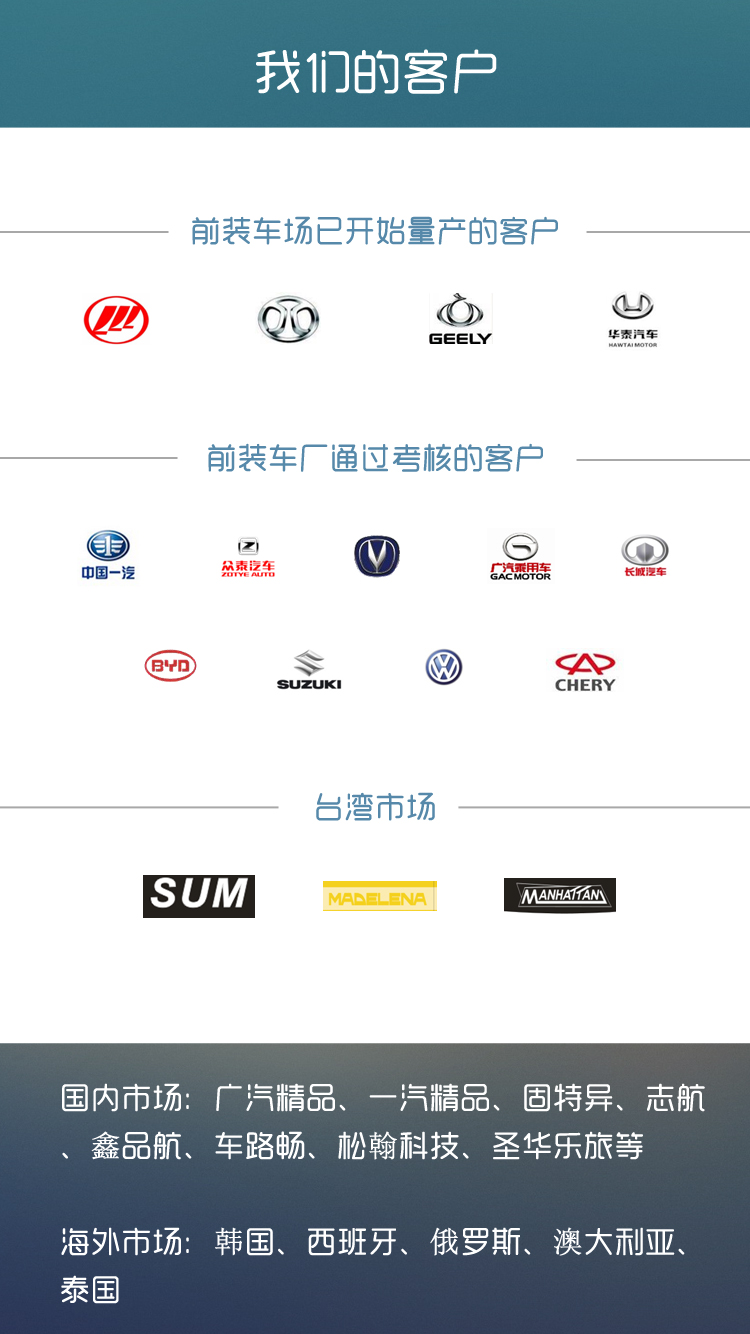 我们的客户
前装车场已开始量产的客户
GEELY
华泰汽车
HAWTAI MOTOR
前装车厂通过考核的客户
中国一汽
Z
众泰汽车
ZOTYE AUTO
广汽乘用车
GAC MOTOR
长城汽车
BYD
SUZUKI
CHERY
台湾市场
SUM
MADELENA
MANHATTAN
国内市场：广汽精品、一汽精品、固特异、志航
、鑫品航、车路畅、松翰科技、圣华乐旅等
海外市场：韩国、西班牙、俄罗斯、澳大利亚、
泰国